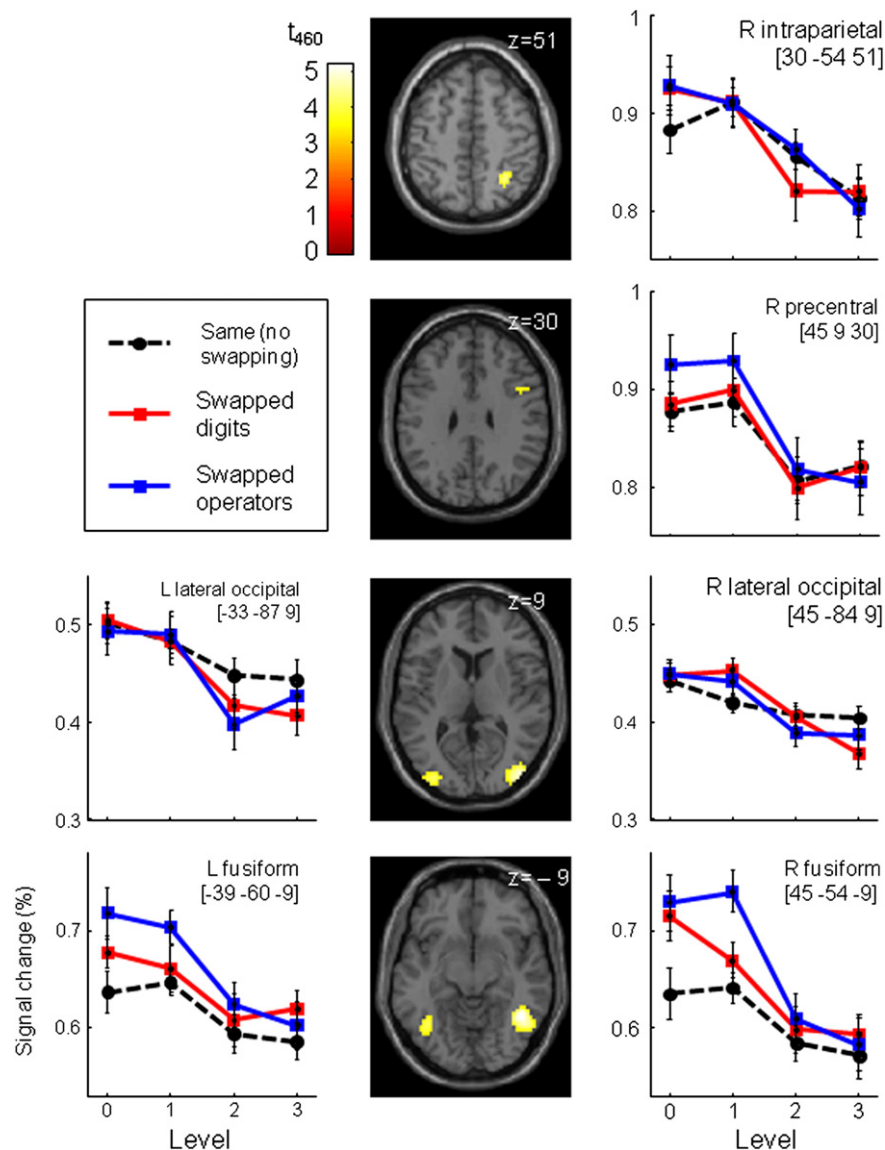 t460
5
4
3
2
1
0
z=51
R intraparietal
[30 -54 51]
1
0.9
0.8
Same (no
swapping)
Swapped
digits
Swapped
operators
z=30
R precentral
[45 9 30]
1
0.9
0.8
L lateral occipital
[-33 -87 9]
0.5
0.4
0.3
z=9
R lateral occipital
[45 -84 9]
0.5
0.4
0.3
L fusiform
[-39 -60 -9]
Signal change (%)
0.7
0.6
0 1 2 3
Level
z= – 9
R fusiform
[45 -54 -9]
0.7
0.6
0 1 2 3
Level